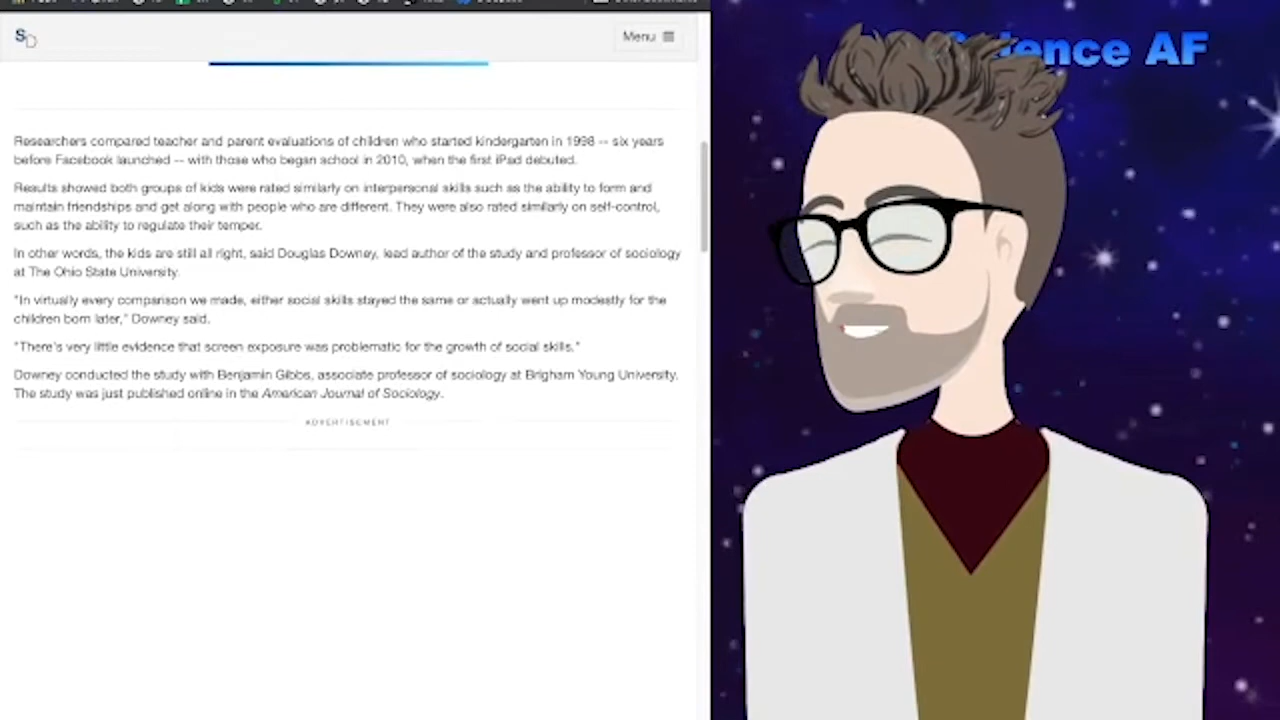 SD
Menu
Science AF
Researchers compared teacher and parent evaluations of children who started kindergarten in 1998 -- six years
before Facebook launched -- with those who began school in 2010, when the first iPad debuted.
Results showed both groups of kids were rated similarly on interpersonal skills such as the ability to form and
maintain friendships and get along with people who are different. They were also rated similarly on self-control,
such as the ability to regulate their temper.
In other words, the kids are still all right, said Douglas Downey, lead author of the study and professor of sociology
at The Ohio State University.
"In virtually every comparison we made, either social skills stayed the same or actually went up modestly for the
children born later," Downey said.
"There's very little evidence that screen exposure was problematic for the growth of social skills."
Downey conducted the study with Benjamin Gibbs, associate professor of sociology at Brigham Young University.
The study was just published online in the American Journal of Sociology.
ADVERTISEMENT